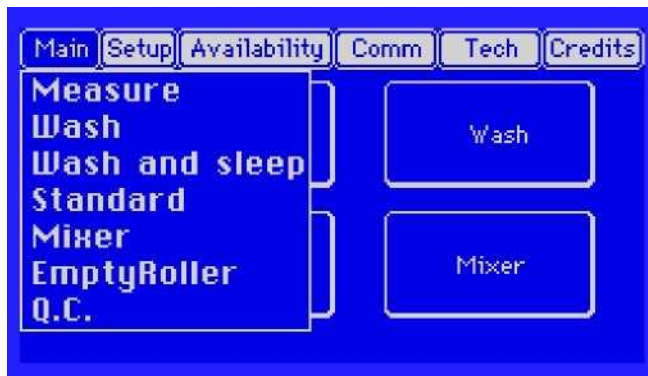 Main Setup Availability Comm Tech Credits
Measure
Wash
Wash and sleep
Standard
Mixer
EmptyRoller
Q.C.
Wash
Mixer